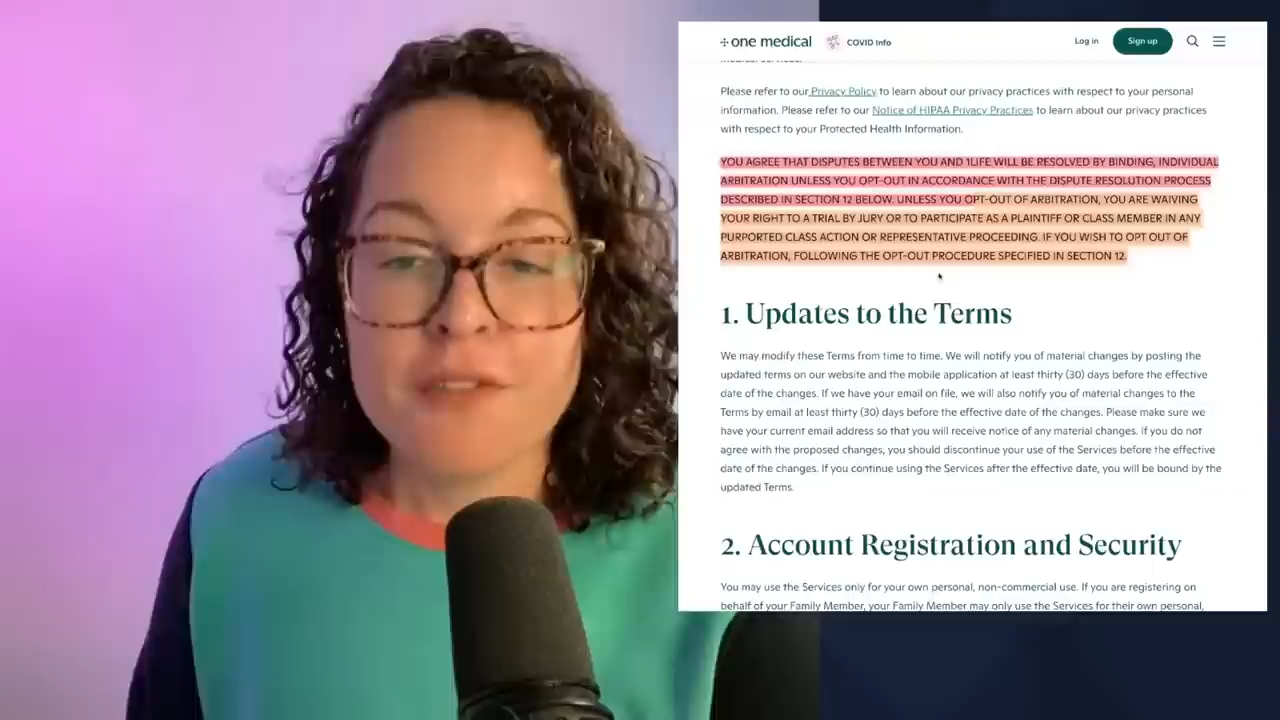 one medical
COVID Info
Log in
Sign up
Please refer to our Privacy Policy to learn about our privacy practices with respect to your personal
information. Please refer to our Notice of HIPAA Privacy Practices to learn about our privacy practices
with respect to your Protected Health Information.
YOU AGREE THAT DISPUTES BETWEEN YOU AND 1LIFE WILL BE RESOLVED BY BINDING, INDIVIDUAL
ARBITRATION UNLESS YOU OPT-OUT IN ACCORDANCE WITH THE DISPUTE RESOLUTION PROCESS
DESCRIBED IN SECTION 12 BELOW. UNLESS YOU OPT-OUT OF ARBITRATION, YOU ARE WAIVING
YOUR RIGHT TO A TRIAL BY JURY OR TO PARTICIPATE AS A PLAINTIFF OR CLASS MEMBER IN ANY
PURPORTED CLASS ACTION OR REPRESENTATIVE PROCEEDING. IF YOU WISH TO OPT OUT OF
ARBITRATION, FOLLOWING THE OPT-OUT PROCEDURE SPECIFIED IN SECTION 12.
1. Updates to the Terms
We may modify these Terms from time to time. We will notify you of material changes by posting the
updated terms on our website and the mobile application at least thirty (30) days before the effective
date of the changes. If we have your email on file, we will also notify you of material changes to the
Terms by email at least thirty (30) days before the effective date of the changes. Please make sure we
have your current email address so that you will receive notice of any material changes. If you do not
agree with the proposed changes, you should discontinue your use of the Services before the effective
date of the changes. If you continue using the Services after the effective date, you will be bound by the
updated Terms.
2. Account Registration and Security
You may use the Services only for your own personal, non-commercial use. If you are registering on
behalf of your Family Member, your Family Member may only use the Services for their own personal,